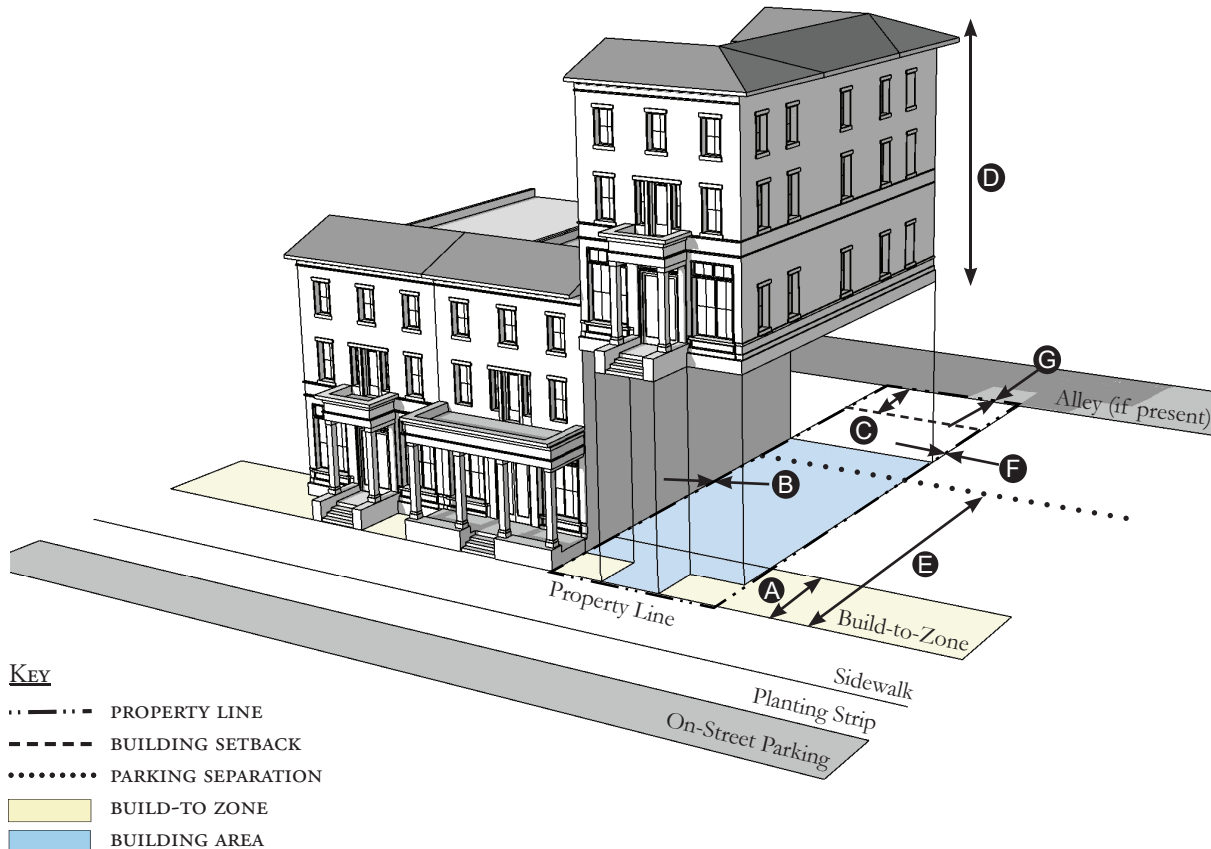 D
G
Alley (if present)
C
F
B
E
A
Property Line
Build-to-Zone
Sidewalk
Planting Strip
On-Street Parking
KEY
PROPERTY LINE
BUILDING SETBACK
PARKING SEPARATION
BUILD-TO ZONE
BUILDING AREA